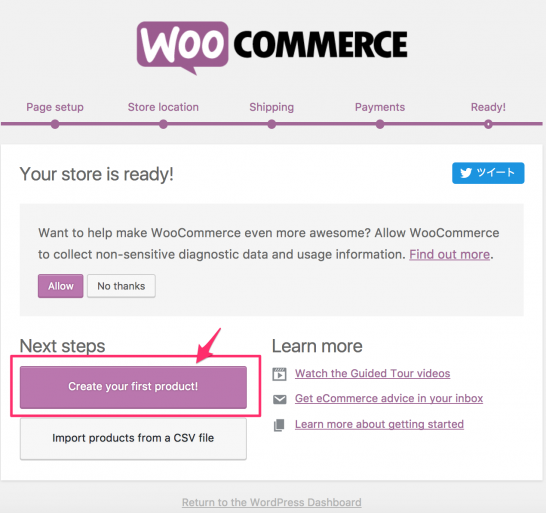 WOO COMMERCE
Page setup Store location Shipping Payments Ready!
Your store is ready!
ツイート
Want to help make WooCommerce even more awesome? Allow WooCommerce
to collect non-sensitive diagnostic data and usage information. Find out more.
Allow No thanks
Next steps
Create your first product!
Import products from a CSV file
Learn more
Watch the Guided Tour videos
Get eCommerce advice in your inbox
Learn more about getting started
Return to the WordPress Dashboard